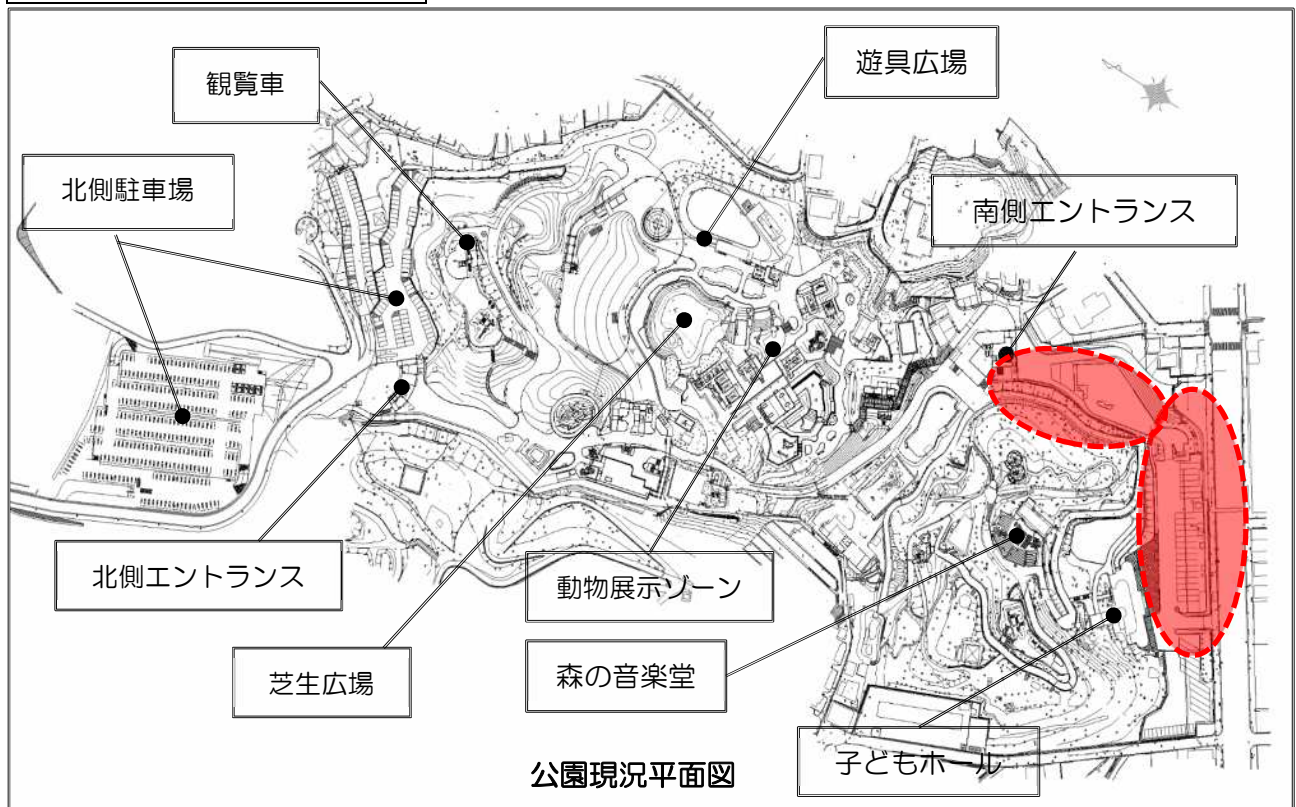 観覧車
遊具広場
北側駐車場
南側エントランス
北側エントランス
動物展示ゾーン
芝生広場
森の音楽堂
子どもホール
公園現況平面図